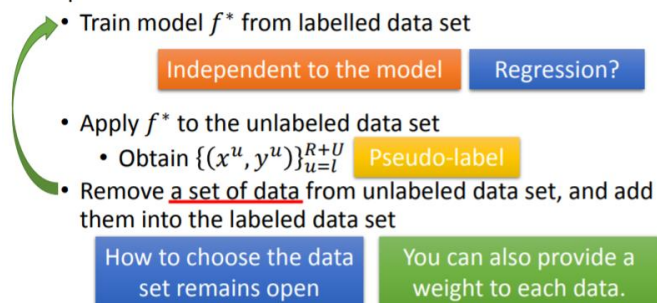 • Train model f* from labelled data set
Independent to the model
Regression?
• Apply f* to the unlabeled data set
• Obtain {(x^u, y^u)}_{u=l}^{R+U}
Pseudo-label
• Remove a set of data from unlabeled data set, and add
them into the labeled data set
How to choose the data
set remains open
You can also provide a
weight to each data.